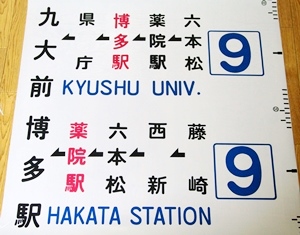 九大前
県庁
博多駅
薬院駅
六本松
9
KYUSHU UNIV.
博多駅
薬院駅
六本松
西新
藤崎
9
HAKATA STATION